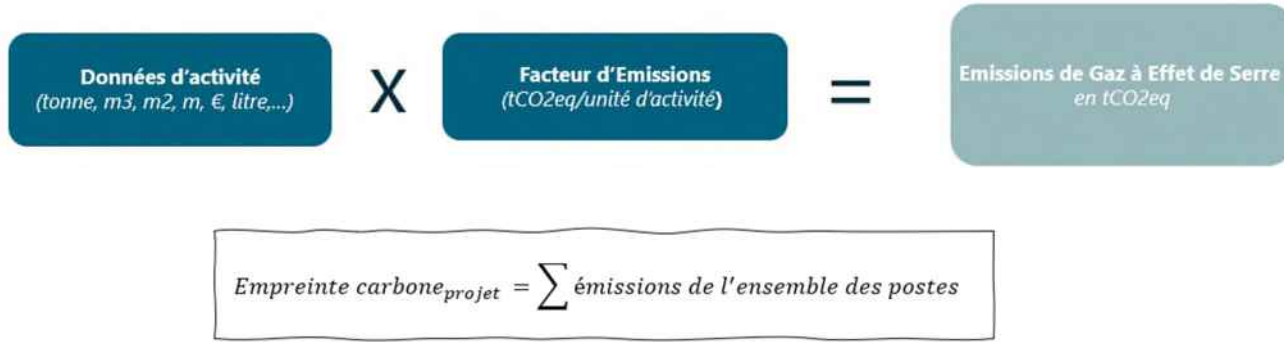 Données d'activité
(tonne, m3, m2, m, €, litre,...)
X
Facteur d'Emissions
(tCO2eq/unité d'activité)
=
Emissions de Gaz à Effet de Serre
en tCO2eq
Empreinte carbone projet = ∑ émissions de l'ensemble des postes